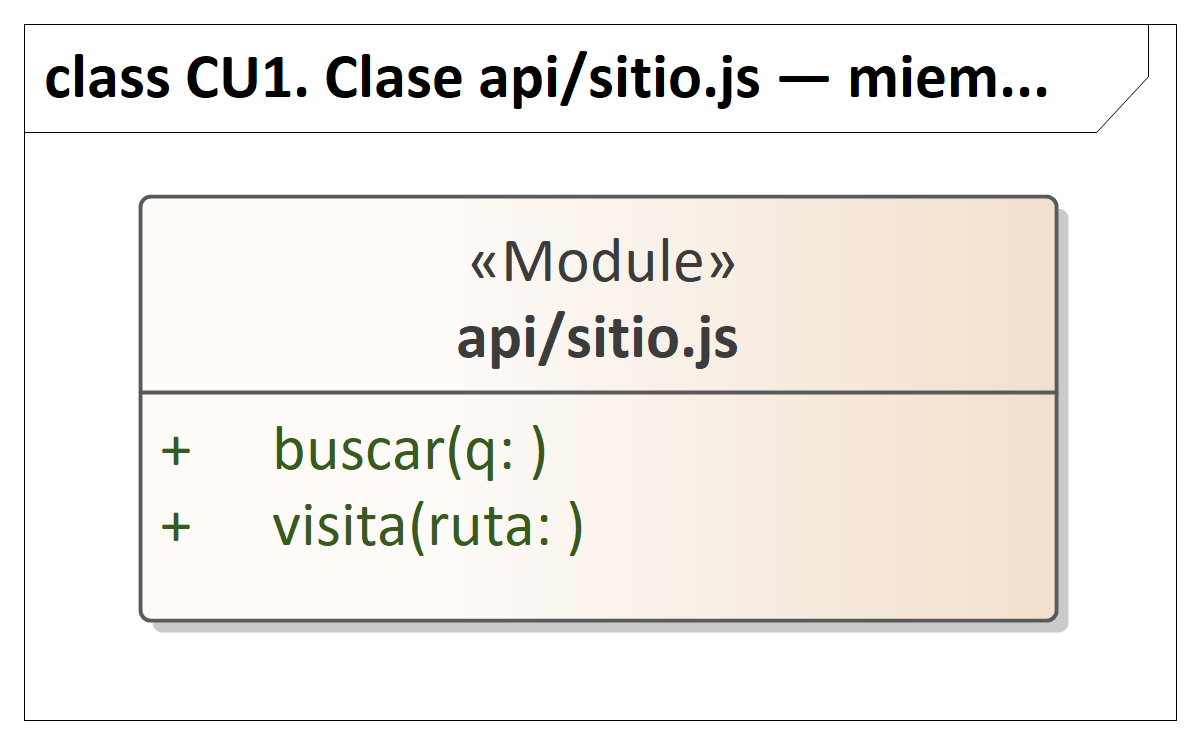 class CU1. Clase api/sitio.js — miem...
«Module»
api/sitio.js
+ buscar(q: )
+ visita(ruta: )